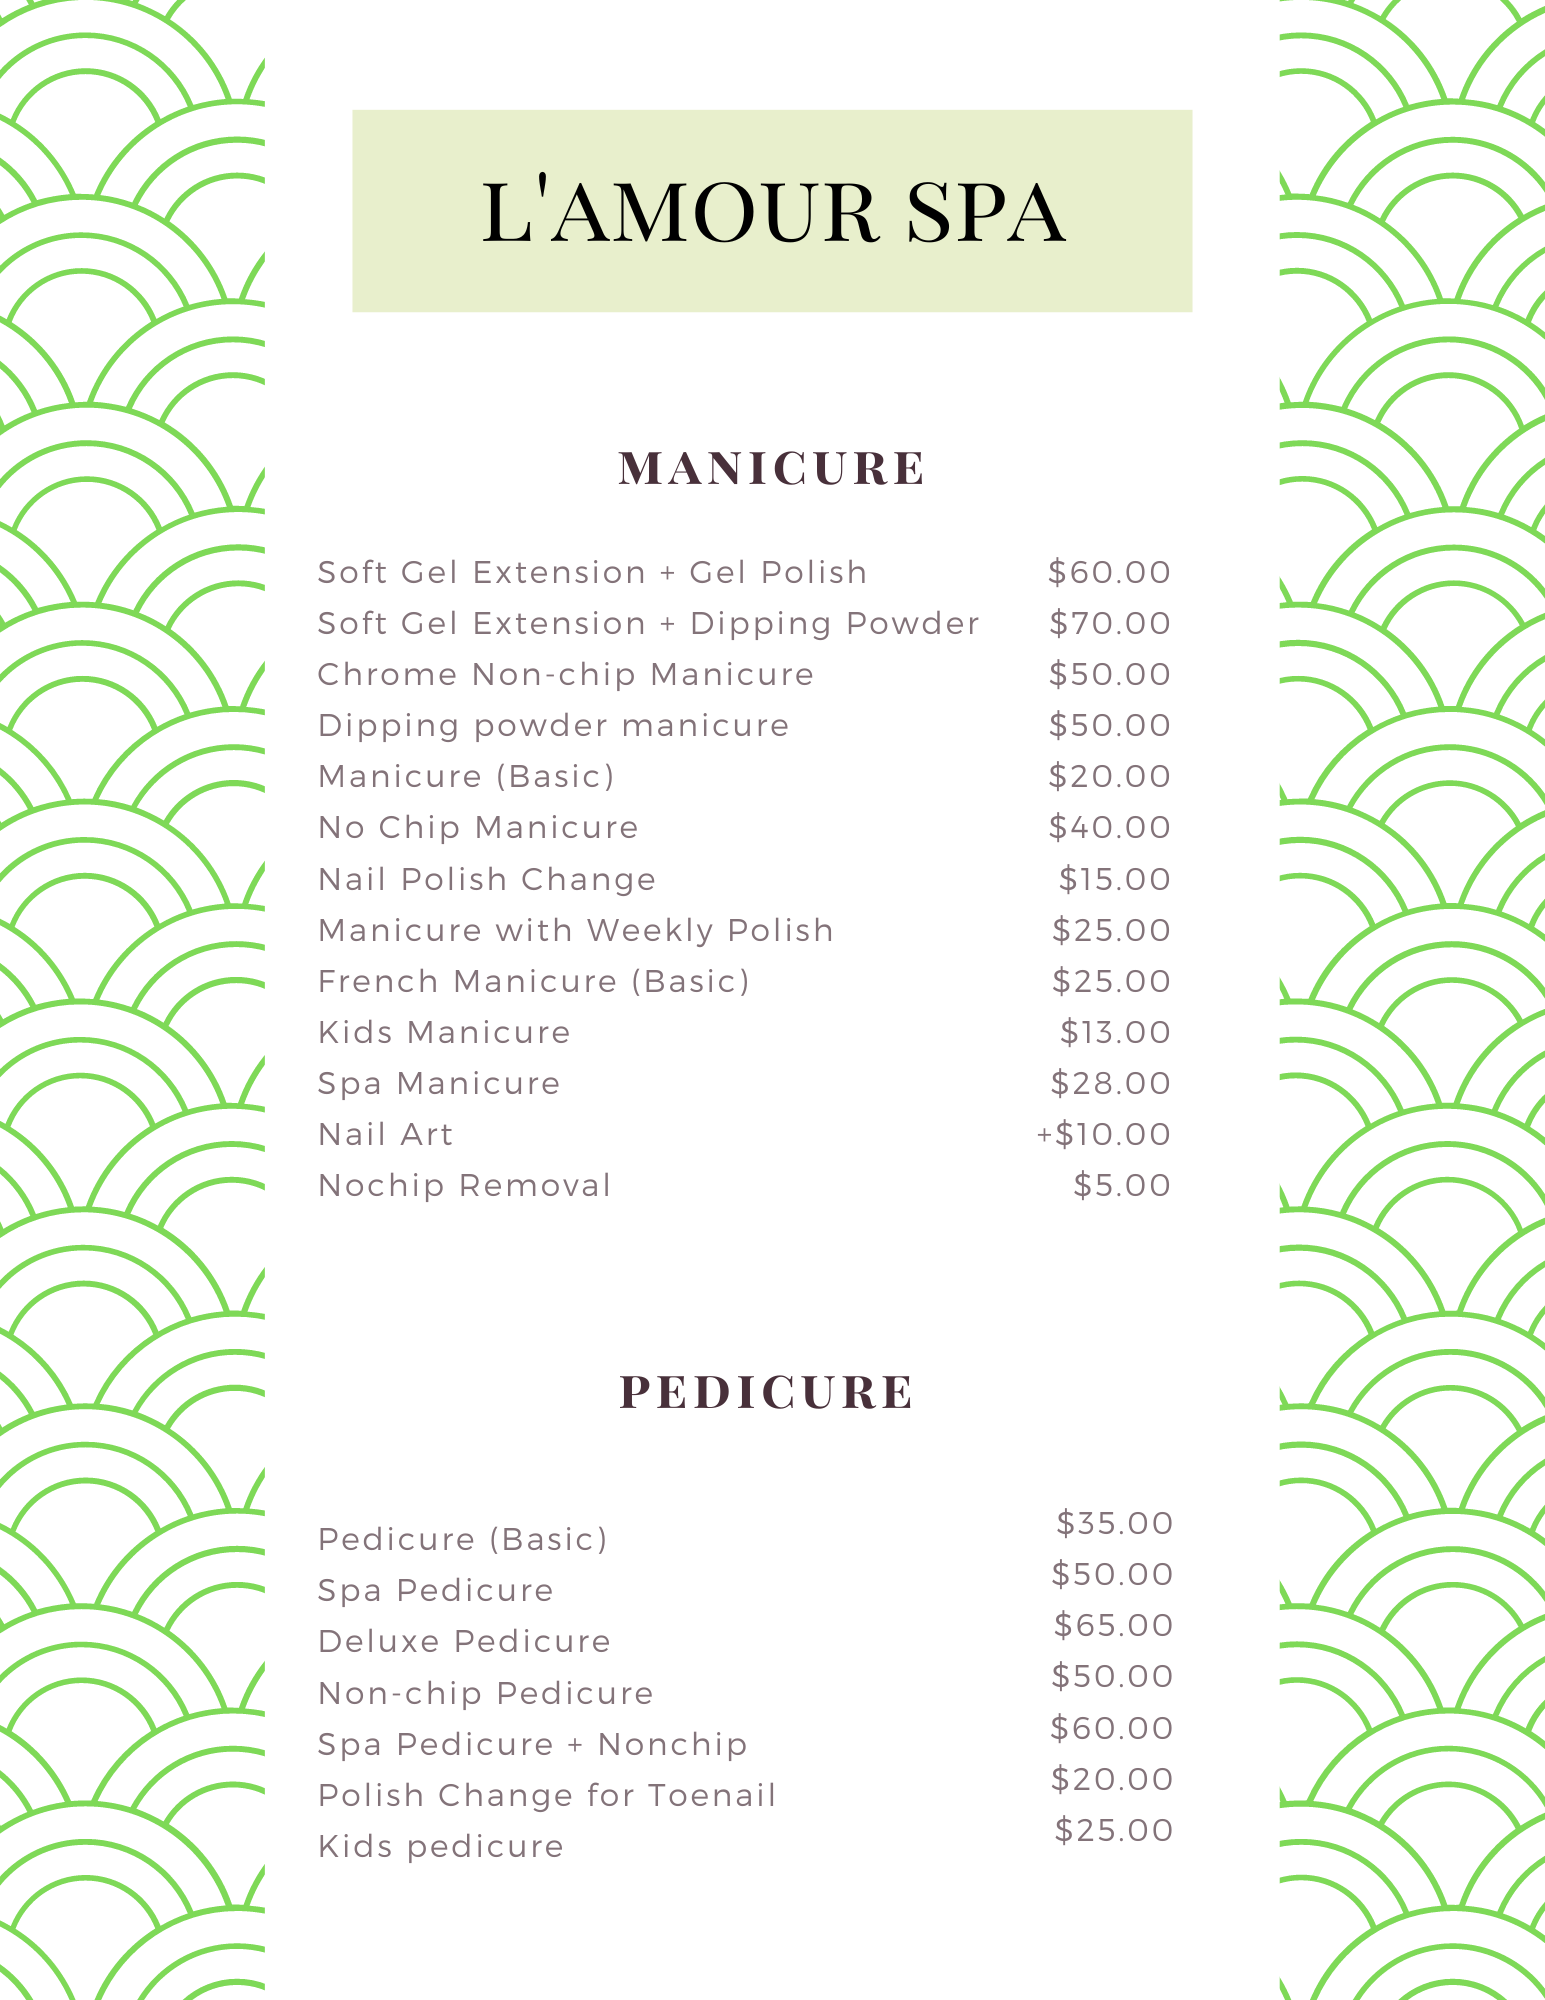 L'AMOUR SPA
MANICURE
Soft Gel Extension + Gel Polish $60.00
Soft Gel Extension + Dipping Powder $70.00
Chrome Non-chip Manicure $50.00
Dipping powder manicure $50.00
Manicure (Basic) $20.00
No Chip Manicure $40.00
Nail Polish Change $15.00
Manicure with Weekly Polish $25.00
French Manicure (Basic) $25.00
Kids Manicure $13.00
Spa Manicure $28.00
Nail Art +$10.00
Nochip Removal $5.00
PEDICURE
Pedicure (Basic) $35.00
Spa Pedicure $50.00
Deluxe Pedicure $65.00
Non-chip Pedicure $50.00
Spa Pedicure + Nonchip $60.00
Polish Change for Toenail $20.00
Kids pedicure $25.00